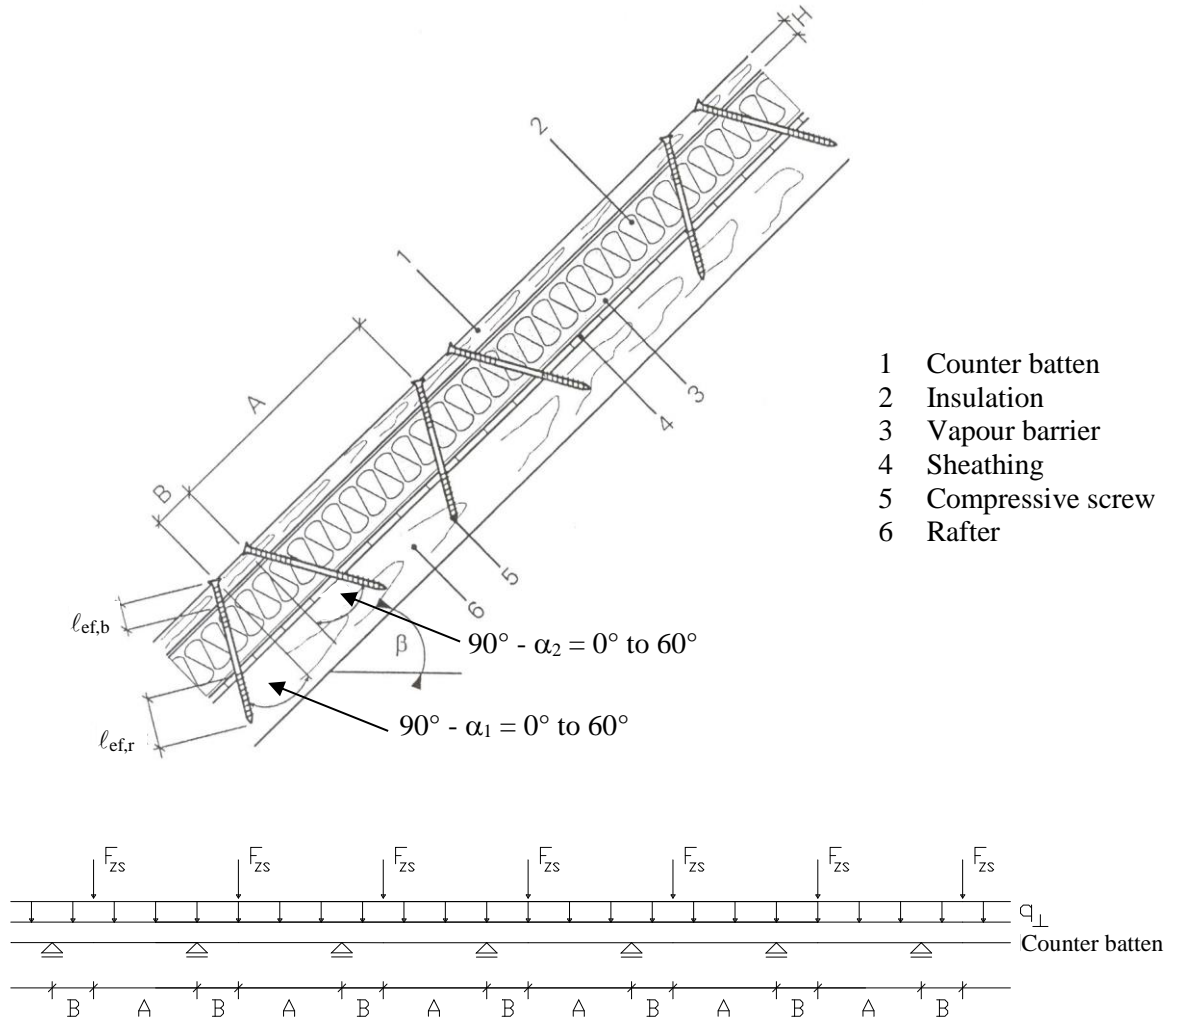 H
2
1
A
B
3
4
5
6
β
ℓef,b
ℓef,r
90° - α2 = 0° to 60°
90° - α1 = 0° to 60°
1 Counter batten
2 Insulation
3 Vapour barrier
4 Sheathing
5 Compressive screw
6 Rafter
Fzs Fzs Fzs Fzs Fzs Fzs Fzs
q⊥
Counter batten
B A B A B A B A B A B A B